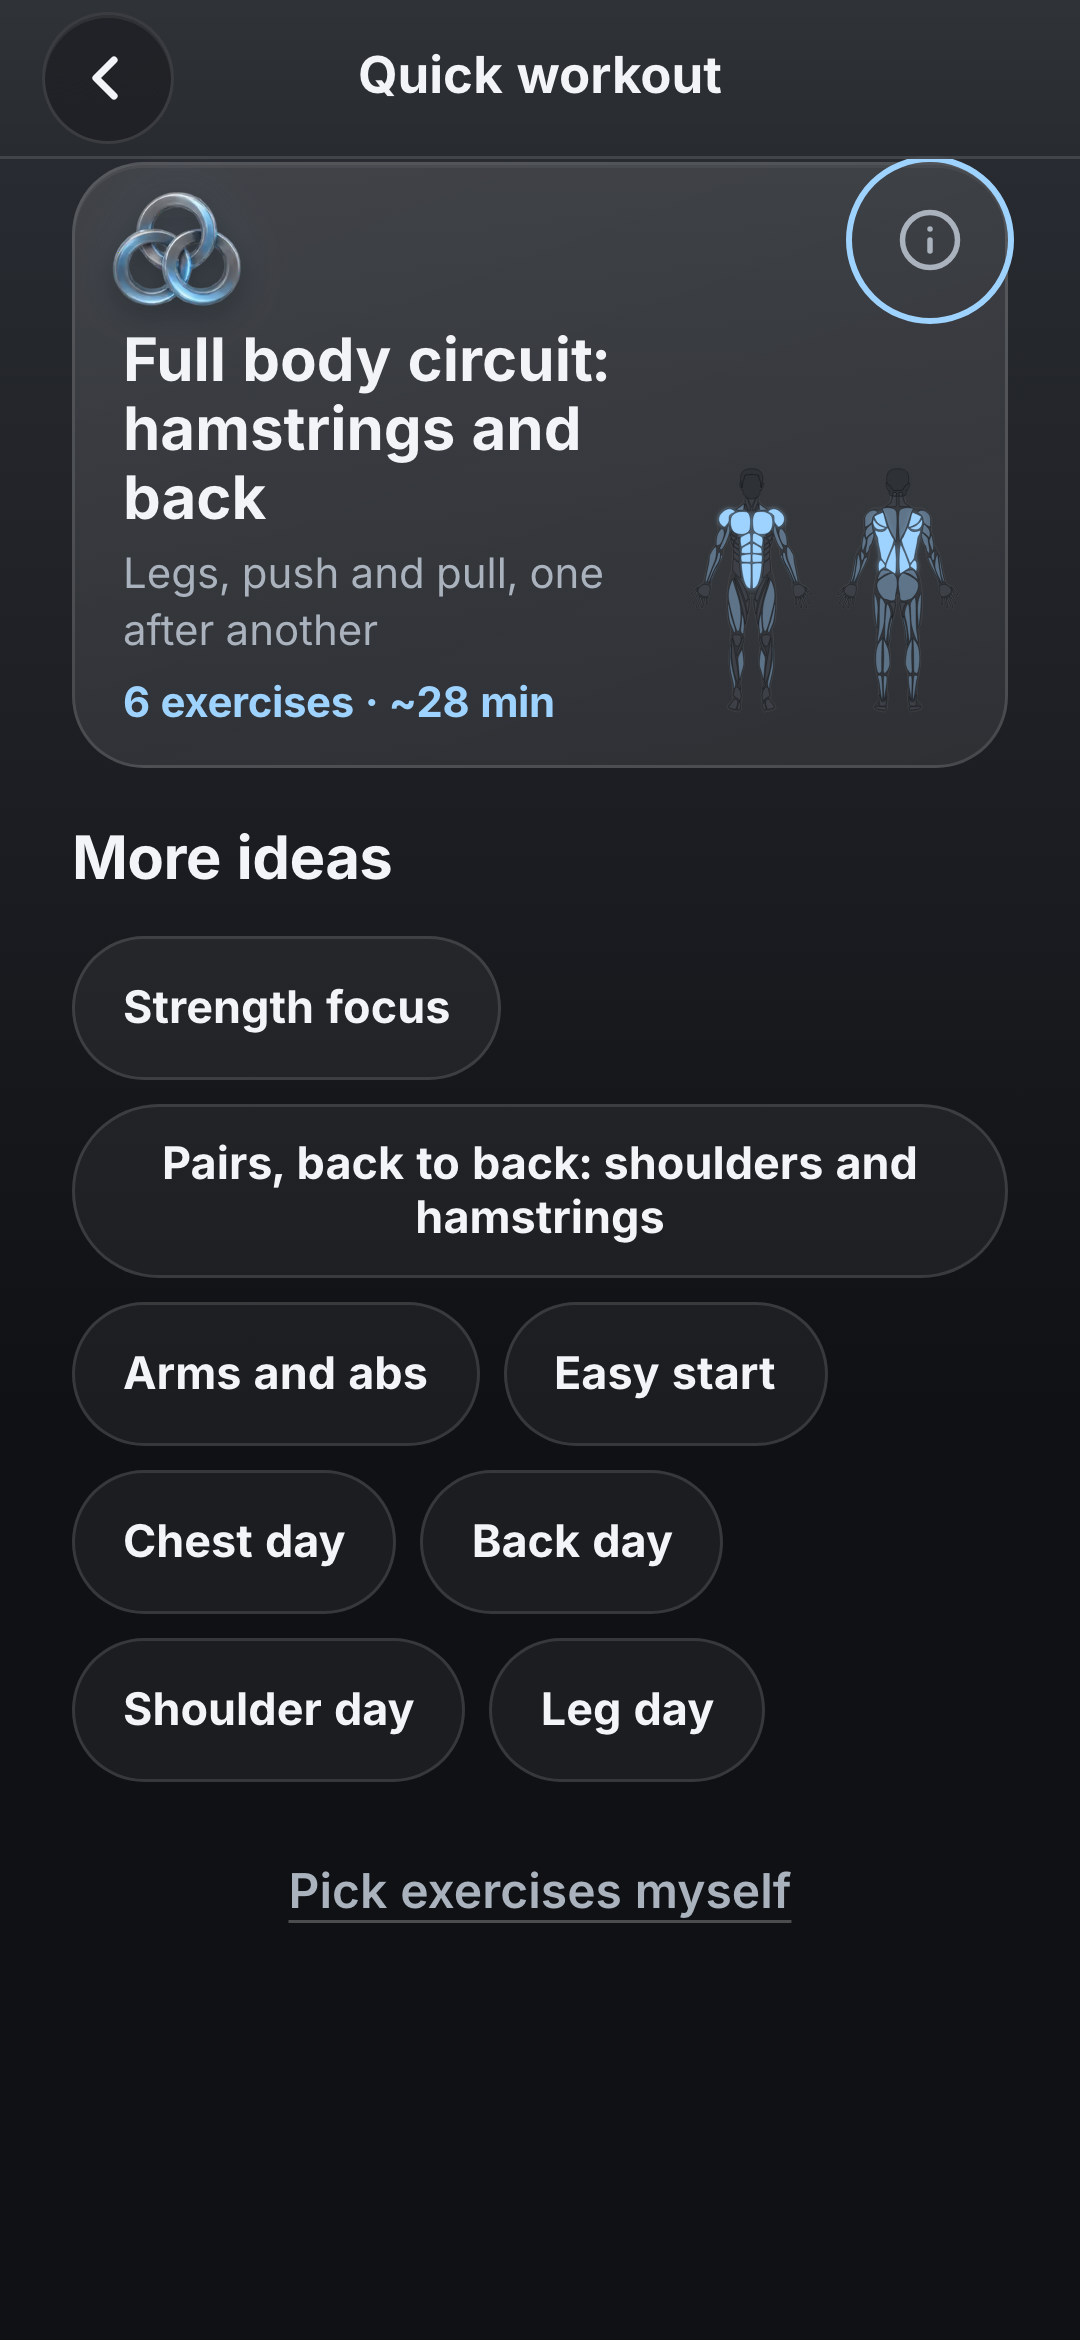 Quick workout
Full body circuit:
hamstrings and
back
Legs, push and pull, one
after another
6 exercises · ~28 min
More ideas
Strength focus
Pairs, back to back: shoulders and
hamstrings
Arms and abs
Easy start
Chest day
Back day
Shoulder day
Leg day
Pick exercises myself